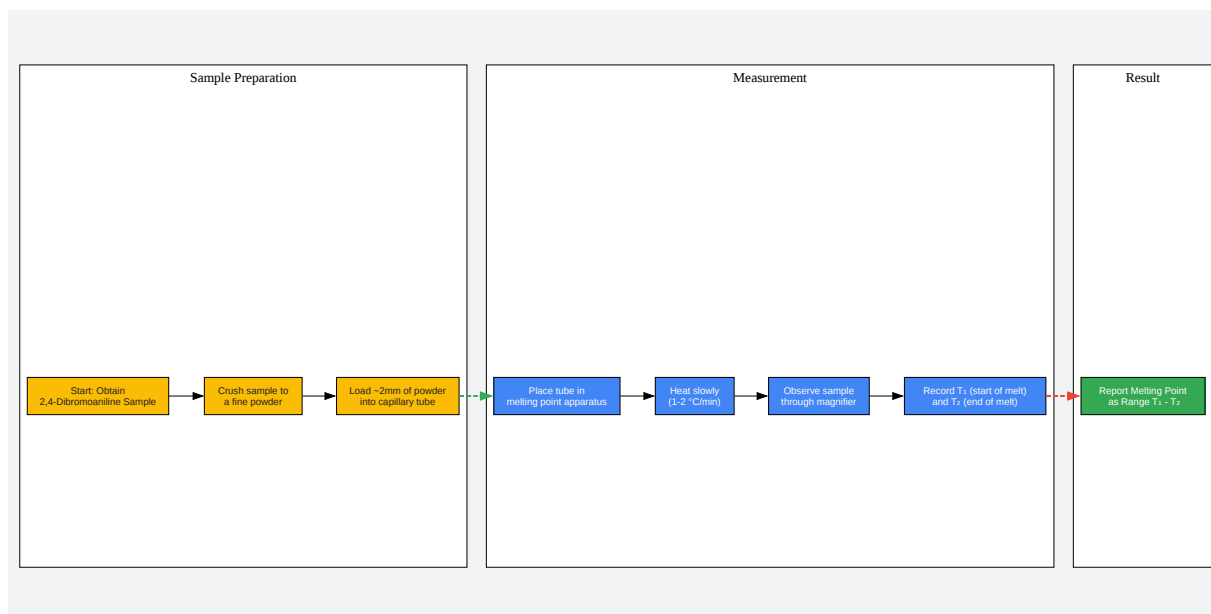 Sample Preparation
Measurement
Result
Start: Obtain
2,4-Dibromoaniline Sample
Crush sample to
a fine powder
Load ~2mm of powder
into capillary tube
Place tube in
melting point apparatus
Heat slowly
(1-2 °C/min)
Observe sample
through magnifier
Record T₁ (start of melt)
and T₂ (end of melt)
Report Melting Point
as Range T₁ - T₂